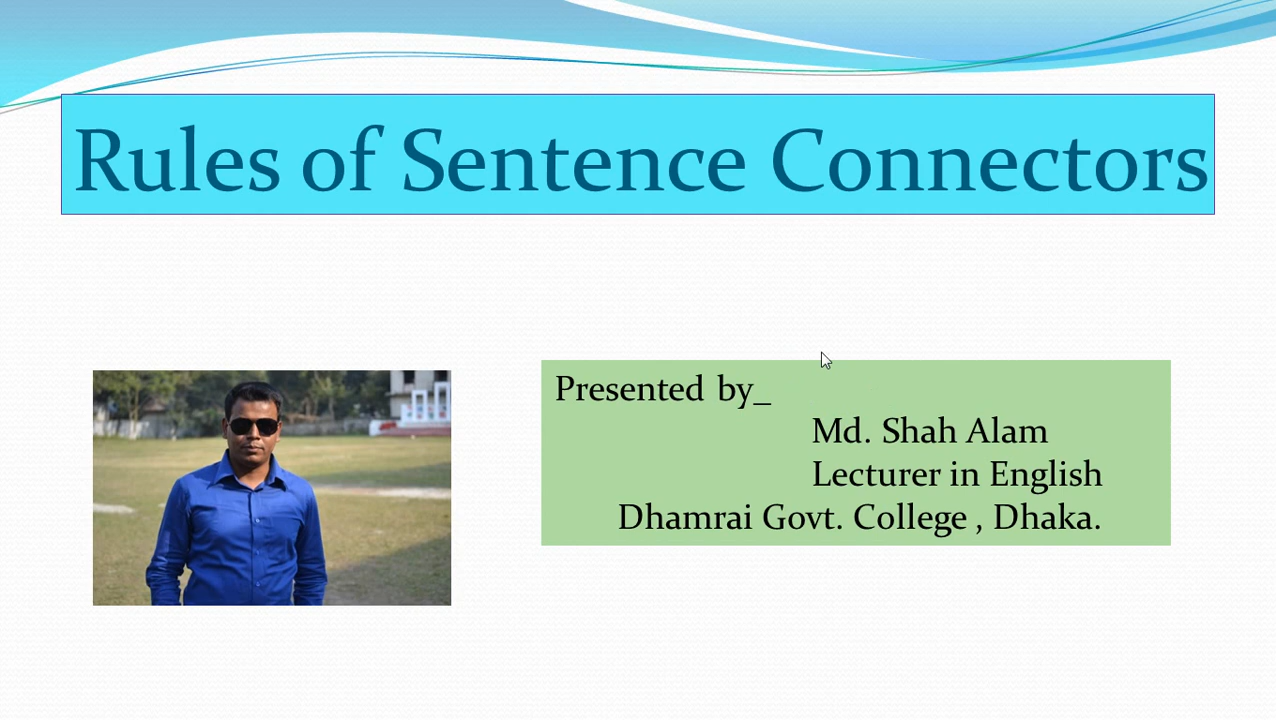 Rules of Sentence Connectors
Presented by_
Md. Shah Alam
Lecturer in English
Dhamrai Govt. College , Dhaka.